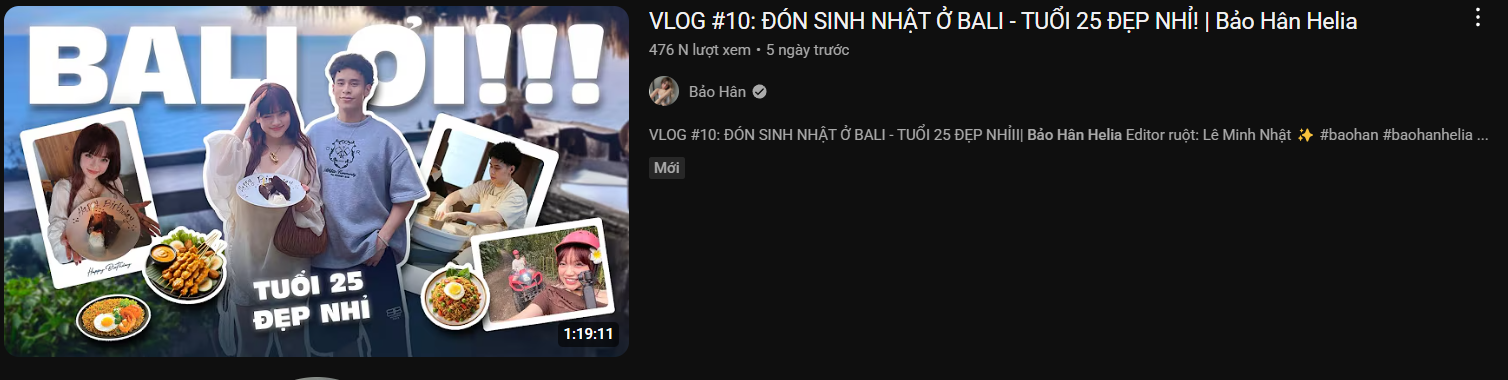 BALI ƠI!!!
Happy Birthday
Happy Birthday
TUỔI 25
ĐẸP NHỈ
1:19:11
VLOG #10: ĐÓN SINH NHẬT Ở BALI - TUỔI 25 ĐẸP NHỈ! | Bảo Hân Helia
476 N lượt xem • 5 ngày trước
Bảo Hân
VLOG #10: ĐÓN SINH NHẬT Ở BALI - TUỔI 25 ĐẸP NHỈII| Bảo Hân Helia Editor ruột: Lê Minh Nhật ✨ #baohan #baohanhelia ...
Mới